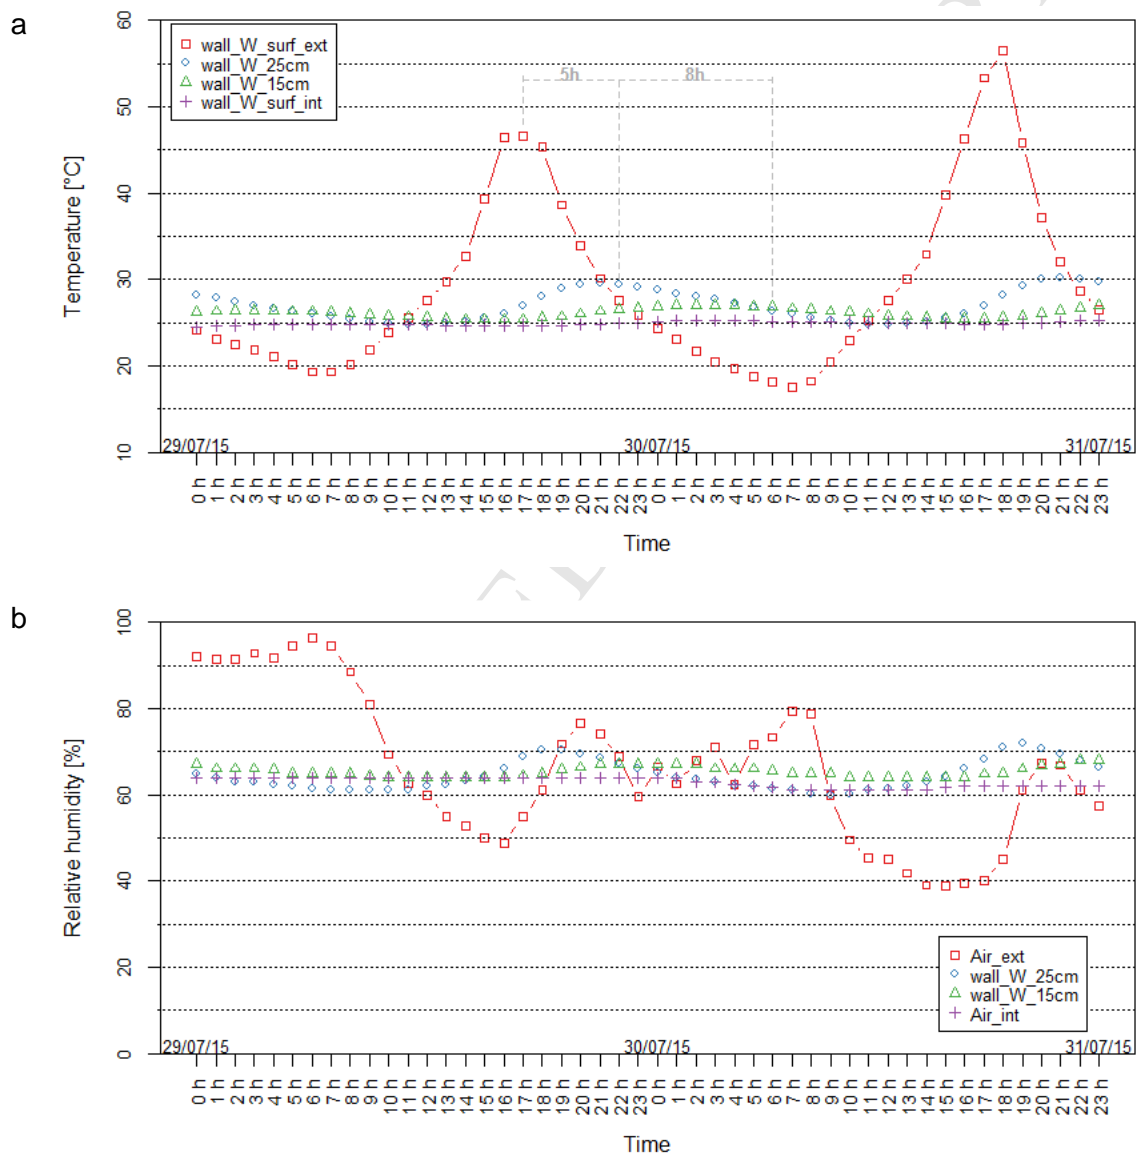 a
60
50
40
30
20
10
Temperature [°C]
wall_W_surf_ext
wall_W_25cm
wall_W_15cm
wall_W_surf_int
5h 8h
29/07/15 30/07/15 31/07/15
0 h 1 h 2 h 3 h 4 h 5 h 6 h 7 h 8 h 9 h 10 h 11 h 12 h 13 h 14 h 15 h 16 h 17 h 18 h 19 h 20 h 21 h 22 h 23 h 0 h 1 h 2 h 3 h 4 h 5 h 6 h 7 h 8 h 9 h 10 h 11 h 12 h 13 h 14 h 15 h 16 h 17 h 18 h 19 h 20 h 21 h 22 h 23 h
Time
b
100
80
60
40
20
0
Relative humidity [%]
Air_ext
wall_W_25cm
wall_W_15cm
Air_int
29/07/15 30/07/15 31/07/15
0 h 1 h 2 h 3 h 4 h 5 h 6 h 7 h 8 h 9 h 10 h 11 h 12 h 13 h 14 h 15 h 16 h 17 h 18 h 19 h 20 h 21 h 22 h 23 h 0 h 1 h 2 h 3 h 4 h 5 h 6 h 7 h 8 h 9 h 10 h 11 h 12 h 13 h 14 h 15 h 16 h 17 h 18 h 19 h 20 h 21 h 22 h 23 h
Time